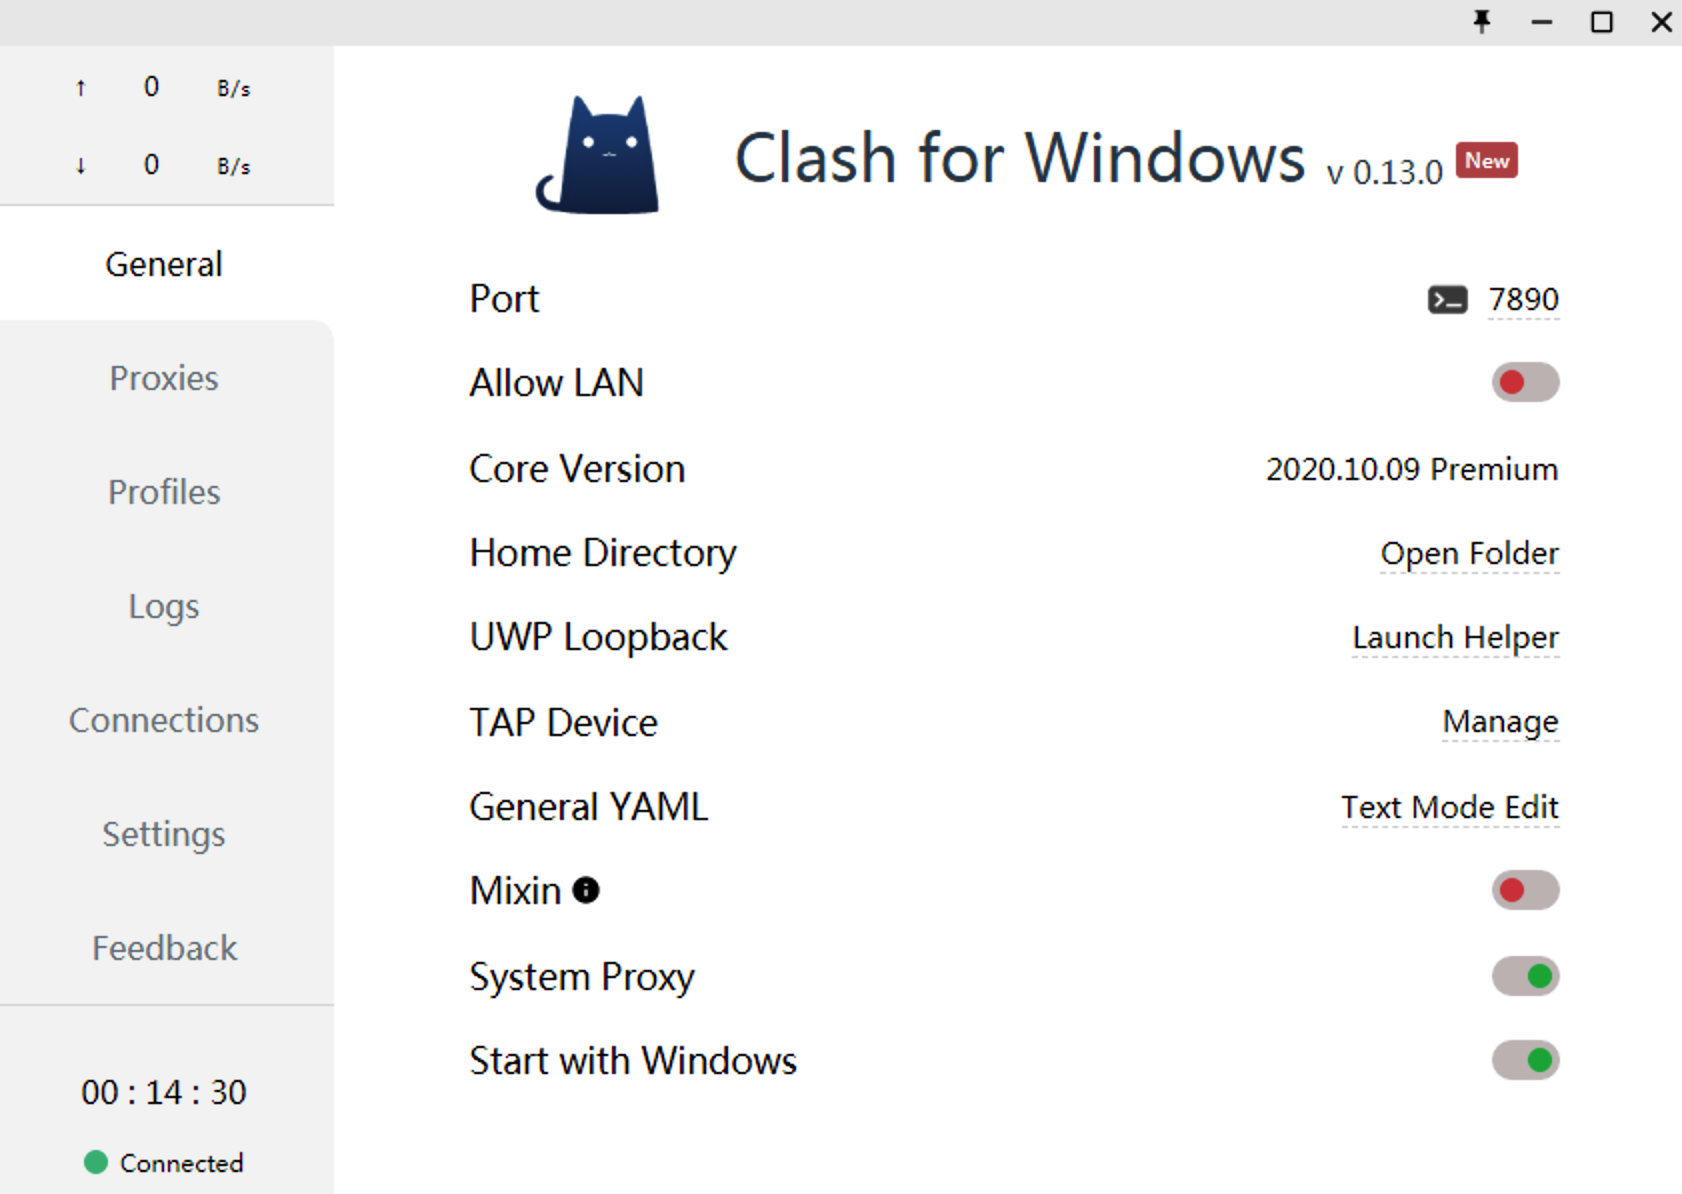 ↑ 0 B/s
↓ 0 B/s
General
Proxies
Profiles
Logs
Connections
Settings
Feedback
00 : 14 : 30
Connected
Clash for Windows v 0.13.0 New
Port 7890
Allow LAN
Core Version 2020.10.09 Premium
Home Directory Open Folder
UWP Loopback Launch Helper
TAP Device Manage
General YAML Text Mode Edit
Mixin
System Proxy
Start with Windows